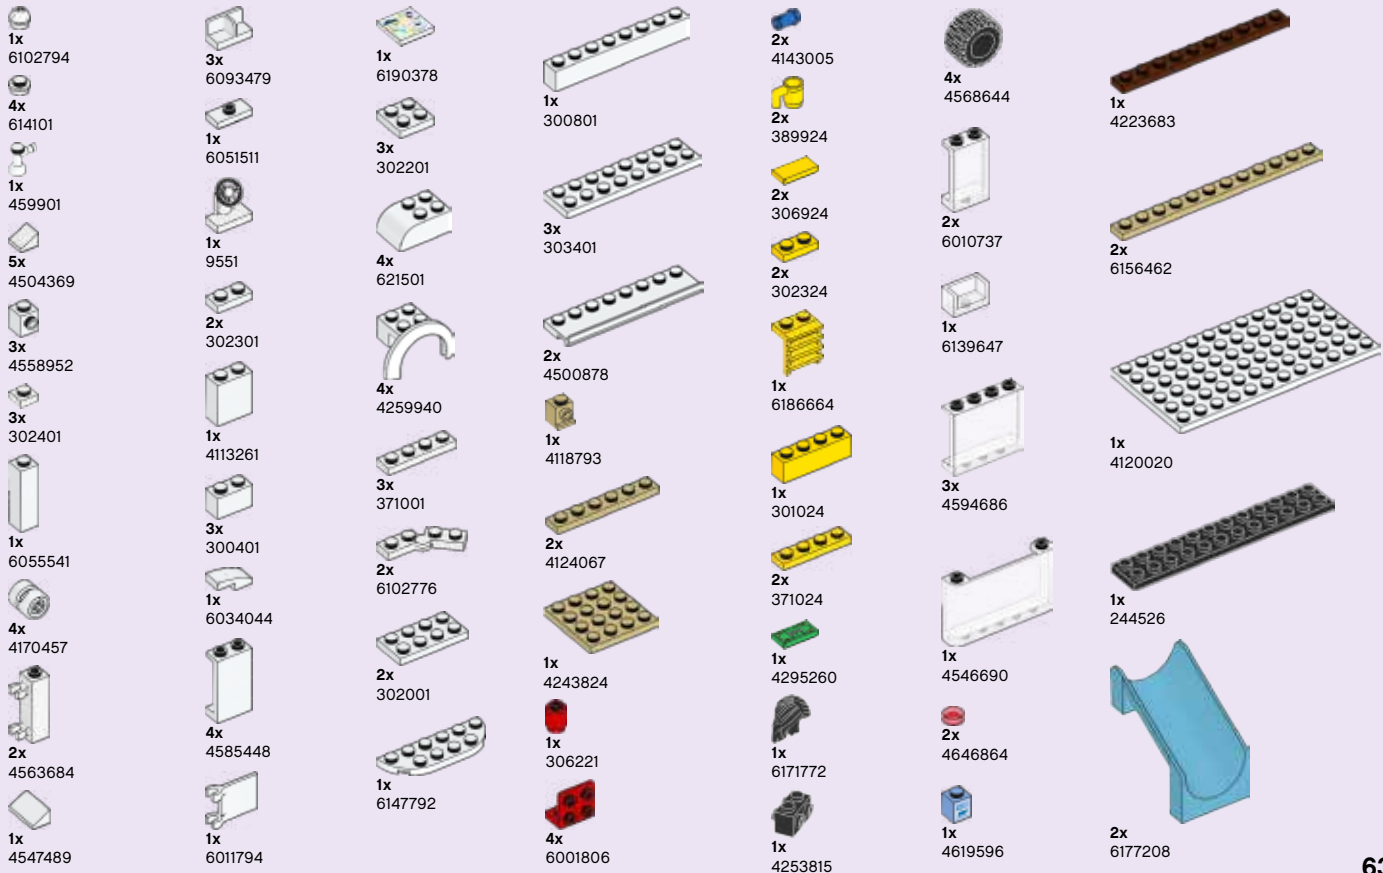 1x
6102794
4x
614101
1x
459901
5x
4504369
3x
4558952
3x
302401
1x
6055541
4x
4170457
2x
4563684
1x
4547489
3x
6093479
1x
6051511
1x
9551
2x
302301
1x
4113261
3x
300401
1x
6034044
4x
4585448
1x
6011794
1x
6190378
3x
302201
4x
621501
4x
4259940
3x
371001
2x
6102776
2x
302001
1x
6147792
1x
300801
3x
303401
2x
4500878
1x
4118793
2x
4124067
1x
4243824
1x
306221
4x
6001806
2x
4143005
2x
389924
2x
306924
2x
302324
1x
6186664
1x
301024
2x
371024
1x
4295260
1x
6171772
1x
4253815
4x
4568644
2x
6010737
1x
6139647
3x
4594686
1x
4546690
2x
4646864
1x
4619596
1x
4223683
2x
6156462
1x
4120020
1x
244526
2x
6177208
63